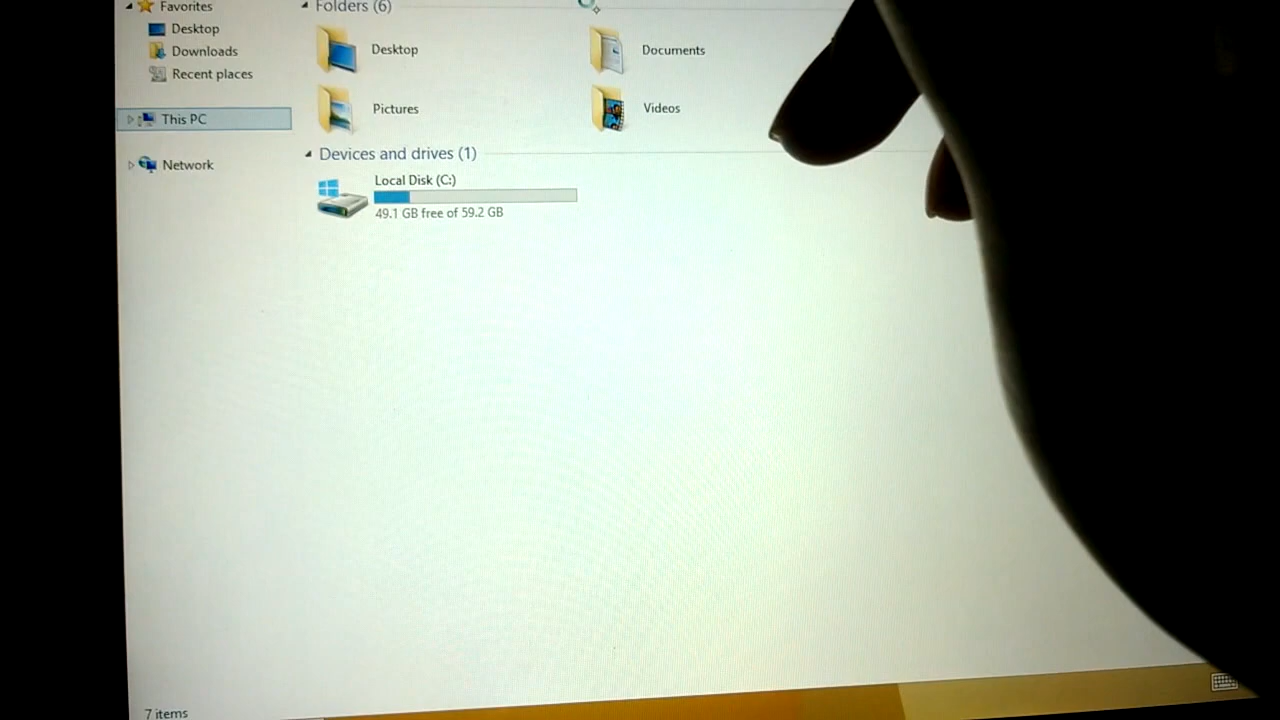 Favorites
Desktop
Downloads
Recent places
This PC
Network
Folders (6)
Desktop
Documents
Pictures
Videos
Devices and drives (1)
Local Disk (C:)
49.1 GB free of 59.2 GB
7 items